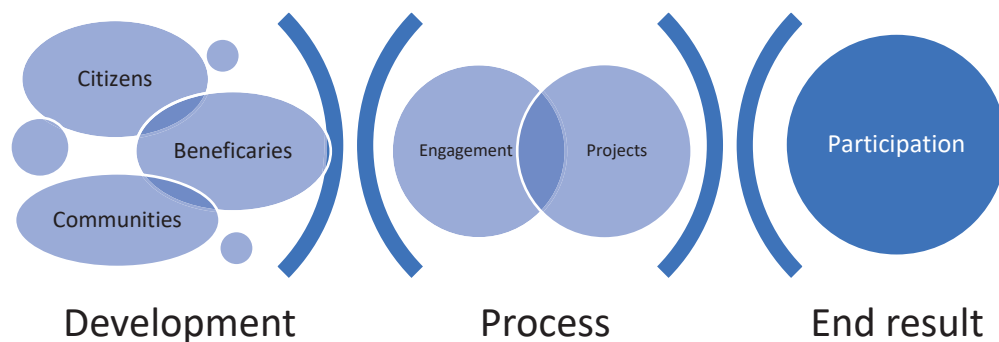 Citizens
Beneficaries
Communities
Development
Engagement
Projects
Process
Participation
End result